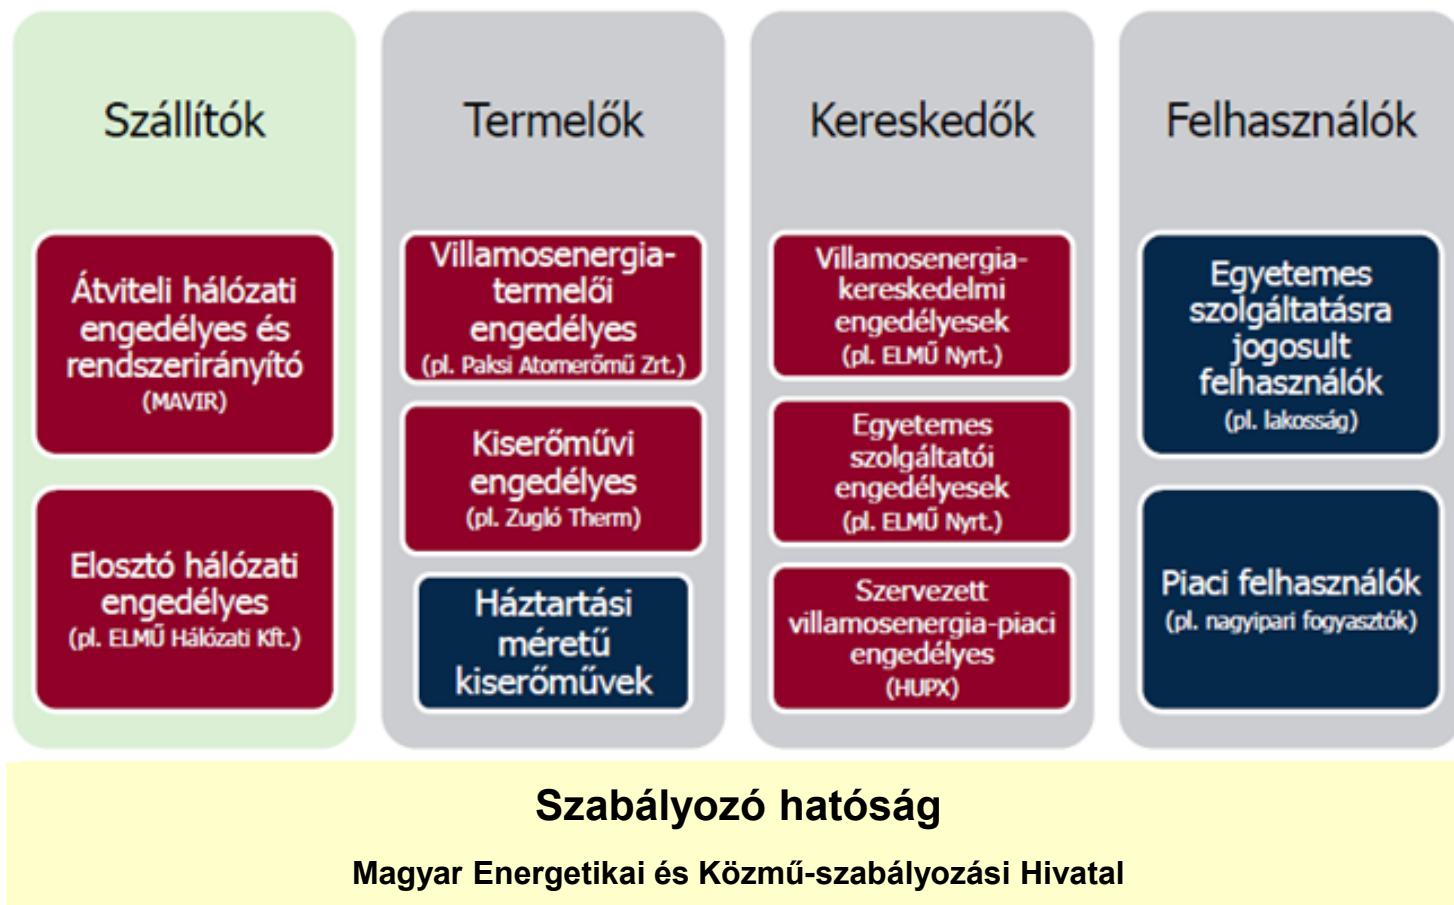 Szállítók
Átviteli hálózati
engedélyes és
rendszerirányító
(MAVIR)
Elosztó hálózati
engedélyes
(pl. ELMŰ Hálózati Kft.)
Termelők
Villamosenergia-
termelői
engedélyes
(pl. Paksi Atomerőmű Zrt.)
Kiserőművi
engedélyes
(pl. Zugló Therm)
Háztartási
méretű
kiserőművek
Kereskedők
Villamosenergia-
kereskedelmi
engedélyesek
(pl. ELMŰ Nyrt.)
Egyetemes
szolgáltatói
engedélyesek
(pl. ELMŰ Nyrt.)
Szervezett
villamosenergia-piaci
engedélyes
(HUPX)
Felhasználók
Egyetemes
szolgáltatásra
jogosult
felhasználók
(pl. lakosság)
Piaci felhasználók
(pl. nagyipari fogyasztók)
Szabályozó hatóság
Magyar Energetikai és Közmű-szabályozási Hivatal